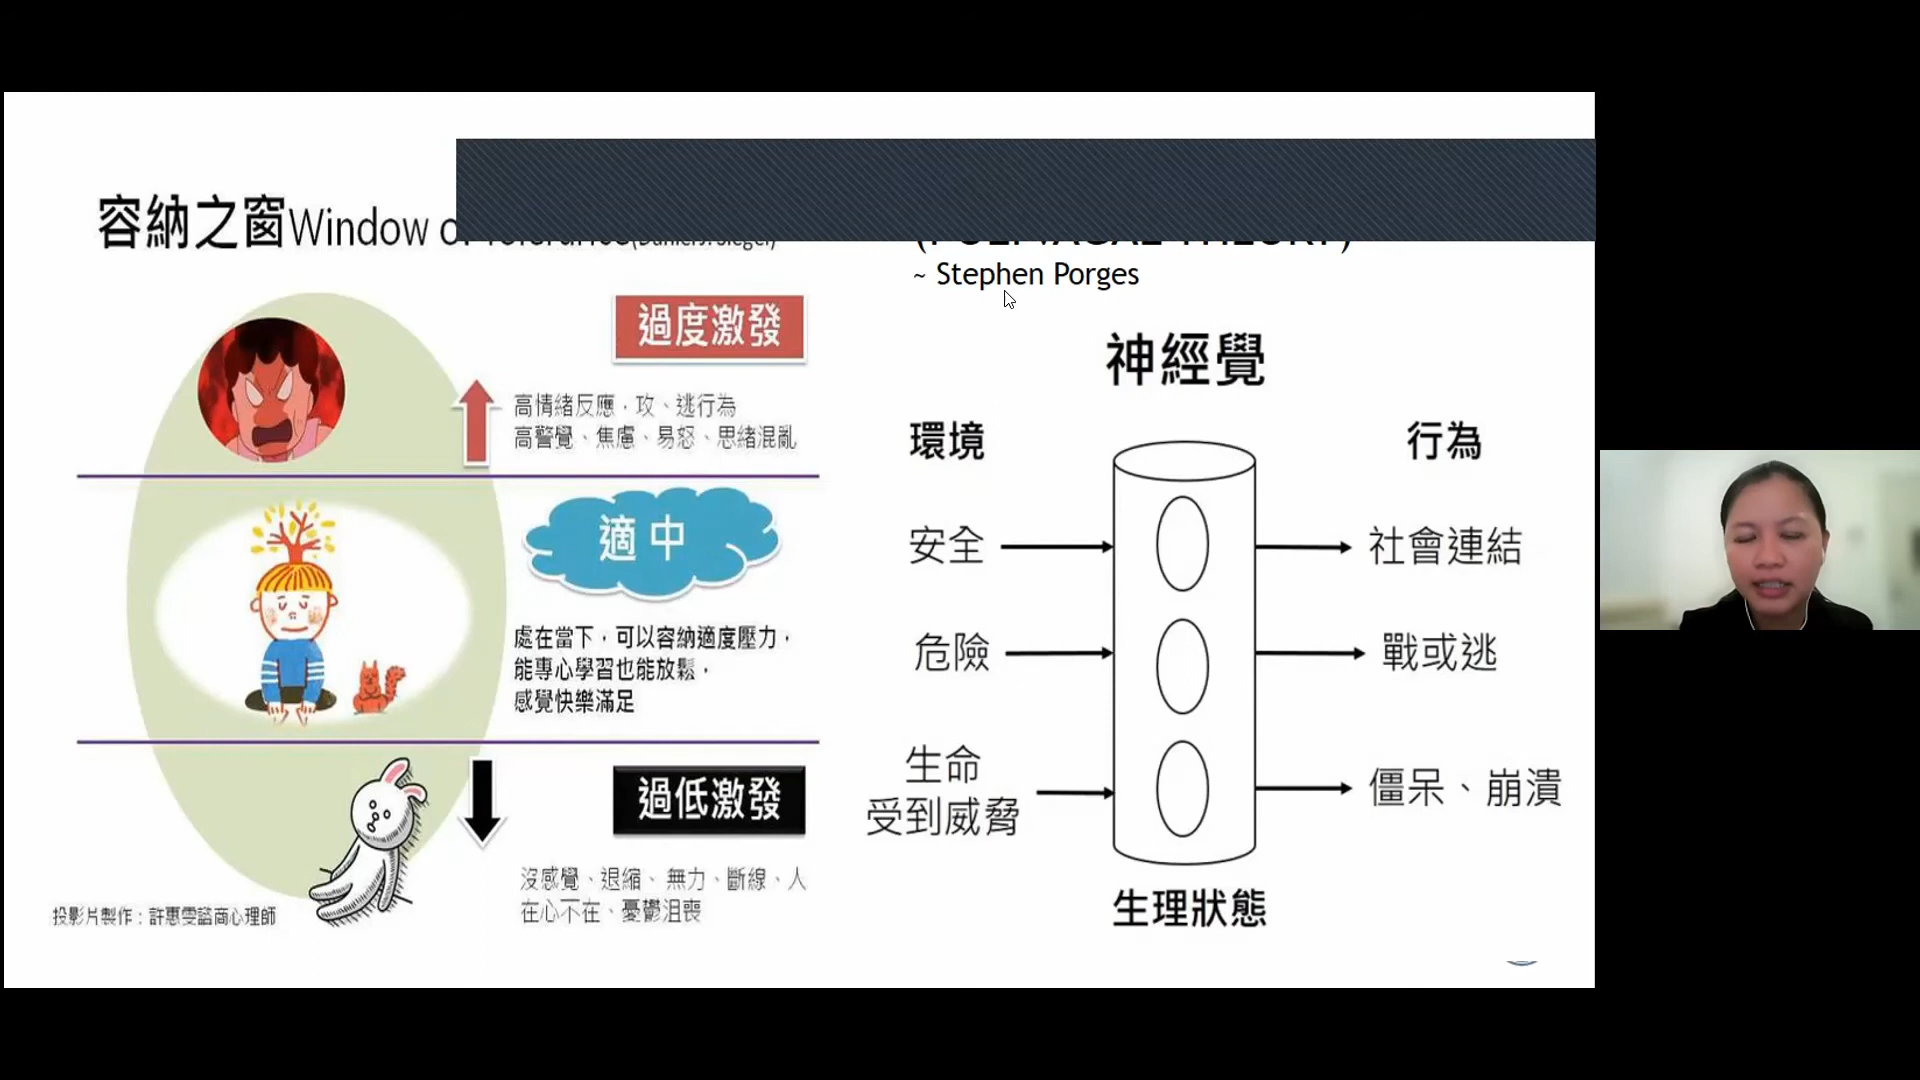 容納之窗Window o
~ Stephen Porges
過度激發
高情緒反應，攻、逃行為
高警覺、焦慮、易怒、思緒混亂
適中
處在當下，可以容納適度壓力，
能專心學習也能放鬆，
感覺快樂滿足
過低激發
沒感覺、退縮、無力、斷線、人
在心不在、憂鬱沮喪
投影片製作：許惠雯諮商心理師
神經覺
環境
行為
安全
社會連結
危險
戰或逃
生命
受到威脅
僵呆、崩潰
生理狀態